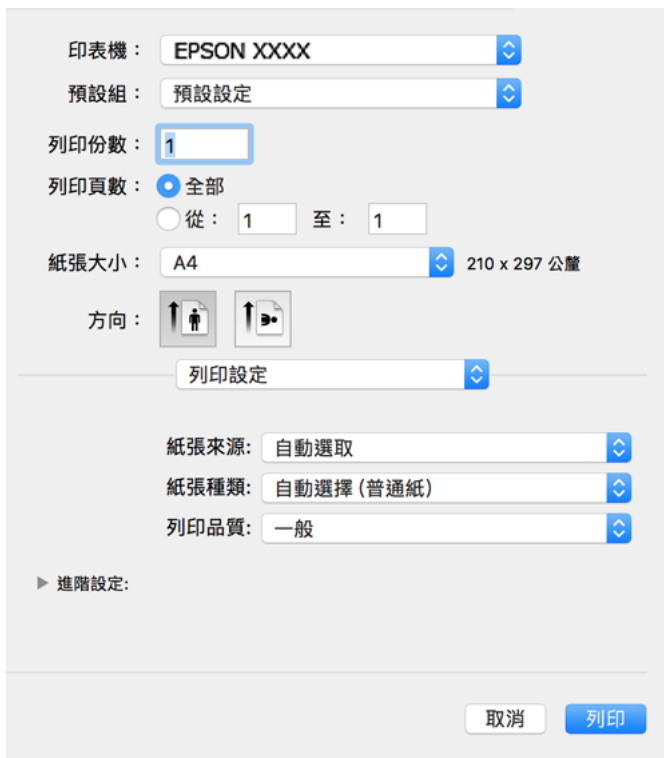 印表機： EPSON XXXX
預設組： 預設設定
列印份數： 1
列印頁數： 全部
從： 1 至： 1
紙張大小： A4 210 x 297 公釐
方向：
列印設定
紙張來源: 自動選取
紙張種類: 自動選擇 (普通紙)
列印品質: 一般
進階設定:
取消 列印